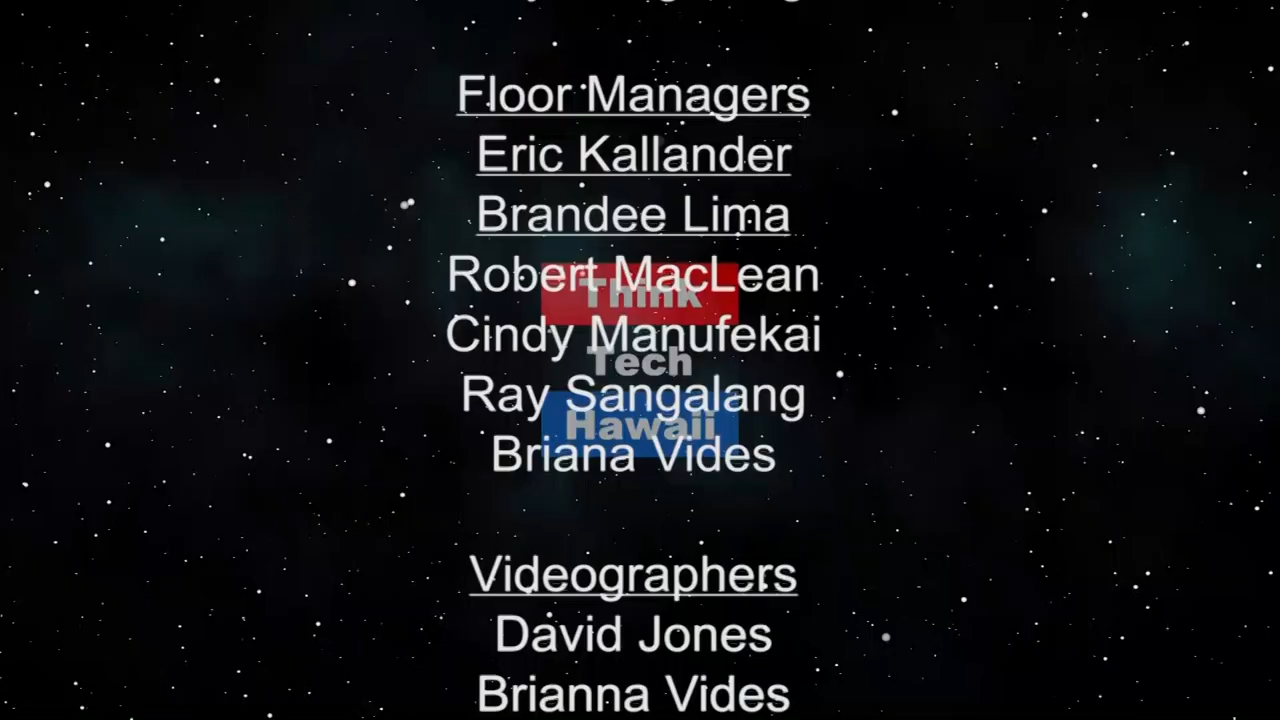 Floor Managers
Eric Kallander
Brandee Lima
Robert MacLean
Think
Cindy Manufekai
Tech
Ray Sangalang
Hawaii
Briana Vides
Videographers
David Jones
Brianna Vides